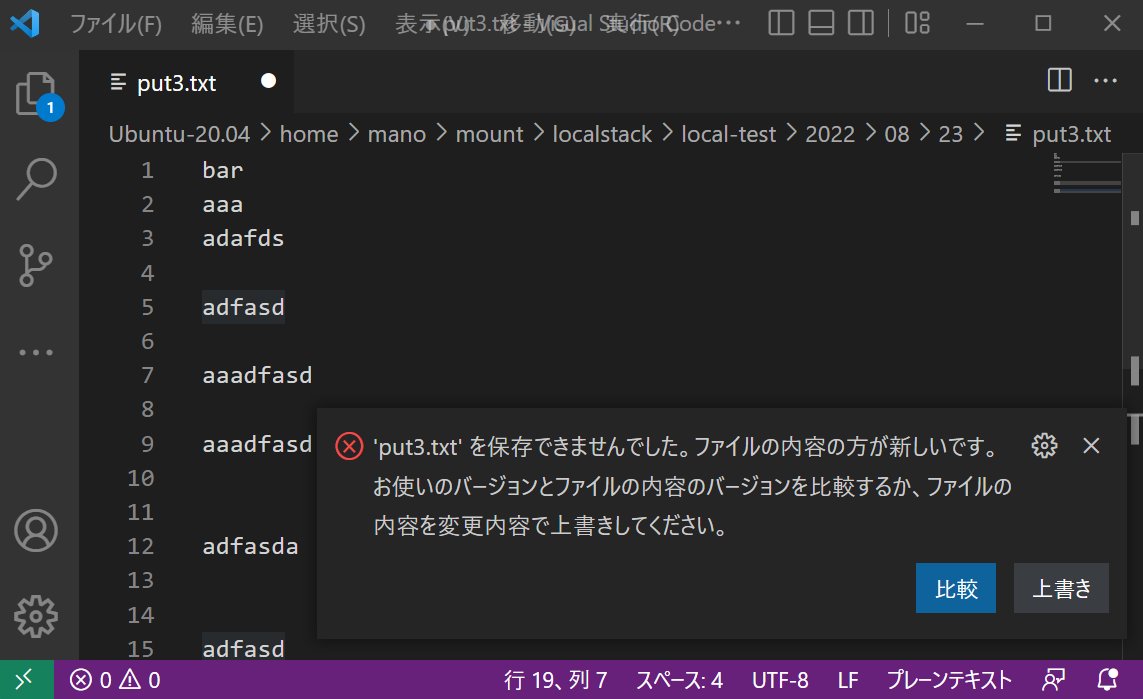 ファイル(F) 編集(E) 選択(S) 表示(V) 移動(G) 実行(R) ···
● put3.txt - Visual Studio Code
put3.txt ●
Ubuntu-20.04 > home > mano > mount > localstack > local-test > 2022 > 08 > 23 > put3.txt
1
1 bar
2 aaa
3 adafds
4
5 adfasd
6
7 aaadfasd
8
9 aaadfasd
10
11
12 adfasda
13
14
15 adfasd
'put3.txt' を保存できませんでした。ファイルの内容の方が新しいです。
お使いのバージョンとファイルの内容のバージョンを比較するか、ファイルの
内容を変更内容で上書きしてください。
比較 上書き
0 0 行 19、列 7 スペース: 4 UTF-8 LF プレーンテキスト